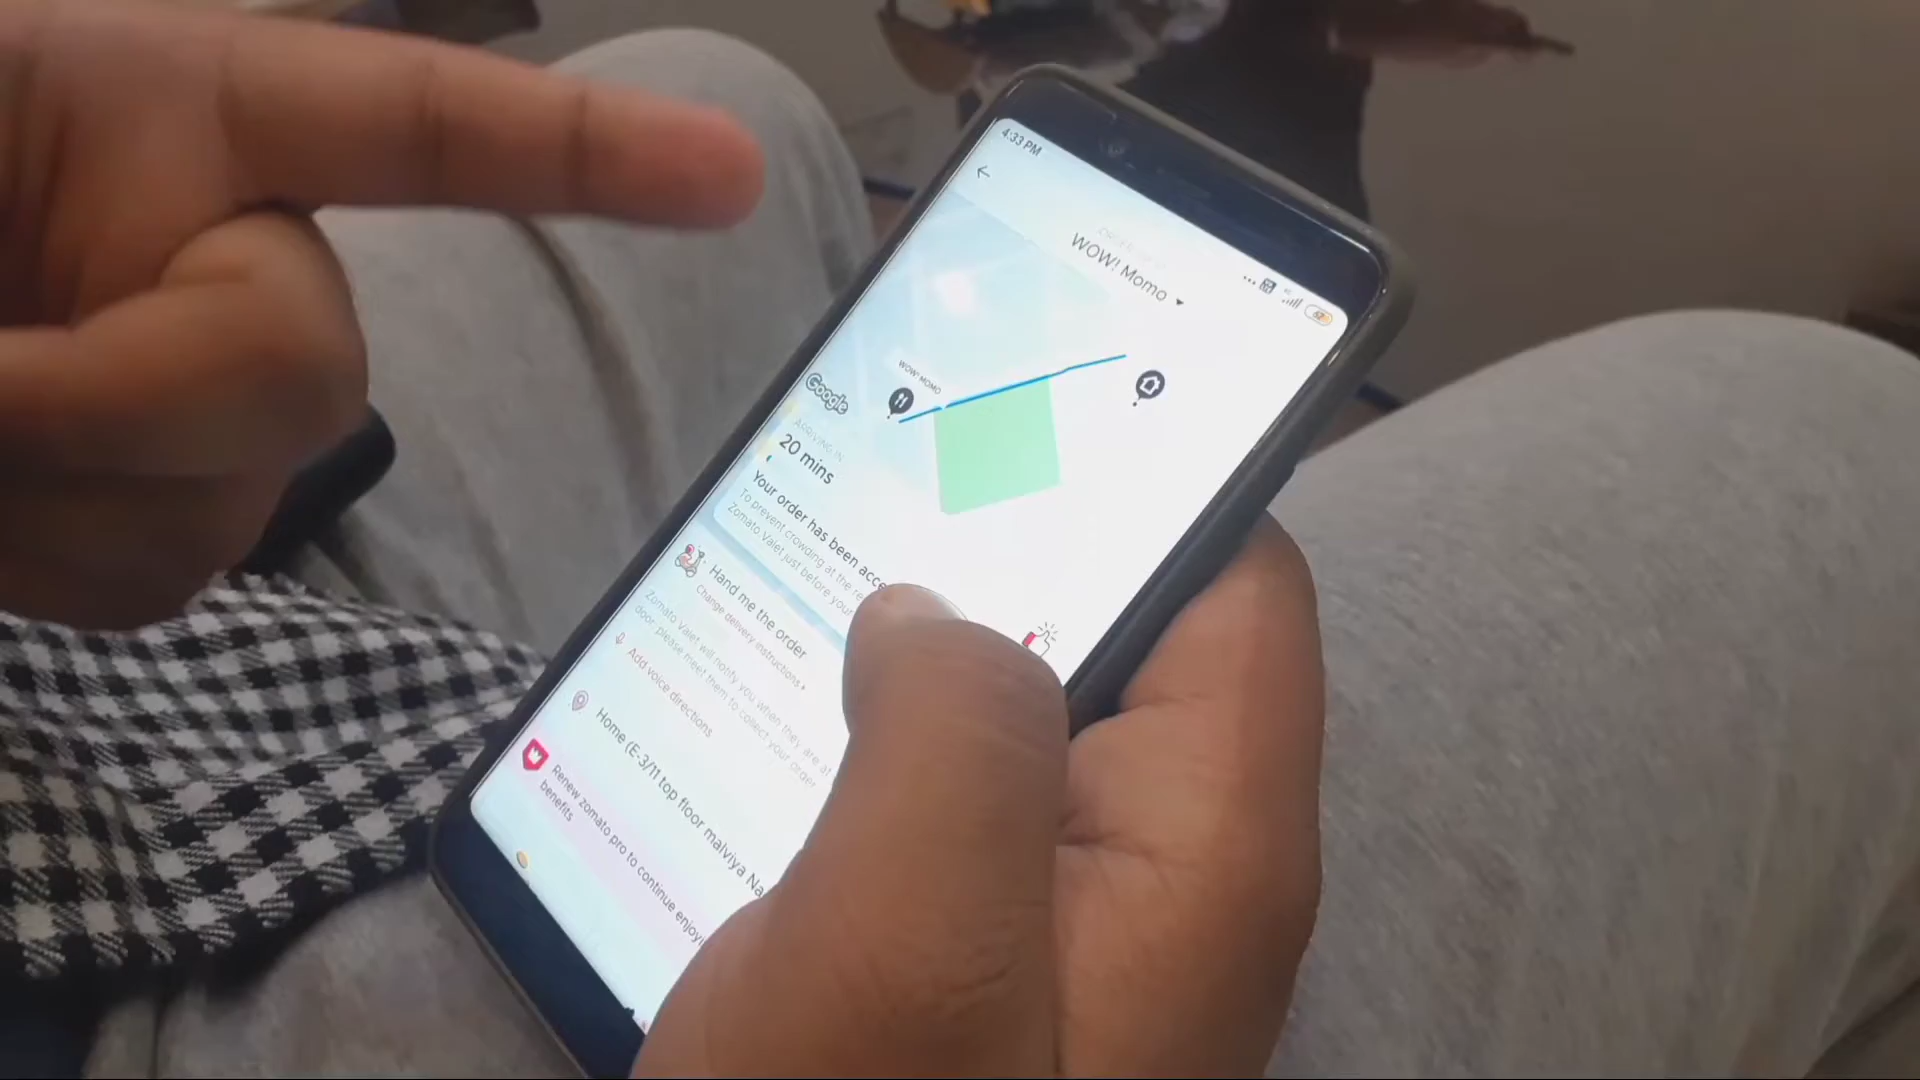 4:33 PM
WOW! Momo
WOW! MOMO
Google
ARRIVING IN
20 mins
Your order has been acce
To prevent crowding at the re
Zomato Valet just before your
Hand me the order
Change delivery instructions
Zomato Valet will notify you when they are at
door, please meet them to collect your order
Add voice directions
Home (E-3/11 top floor malviya Na
Renew zomato pro to continue enjoyi
benefits